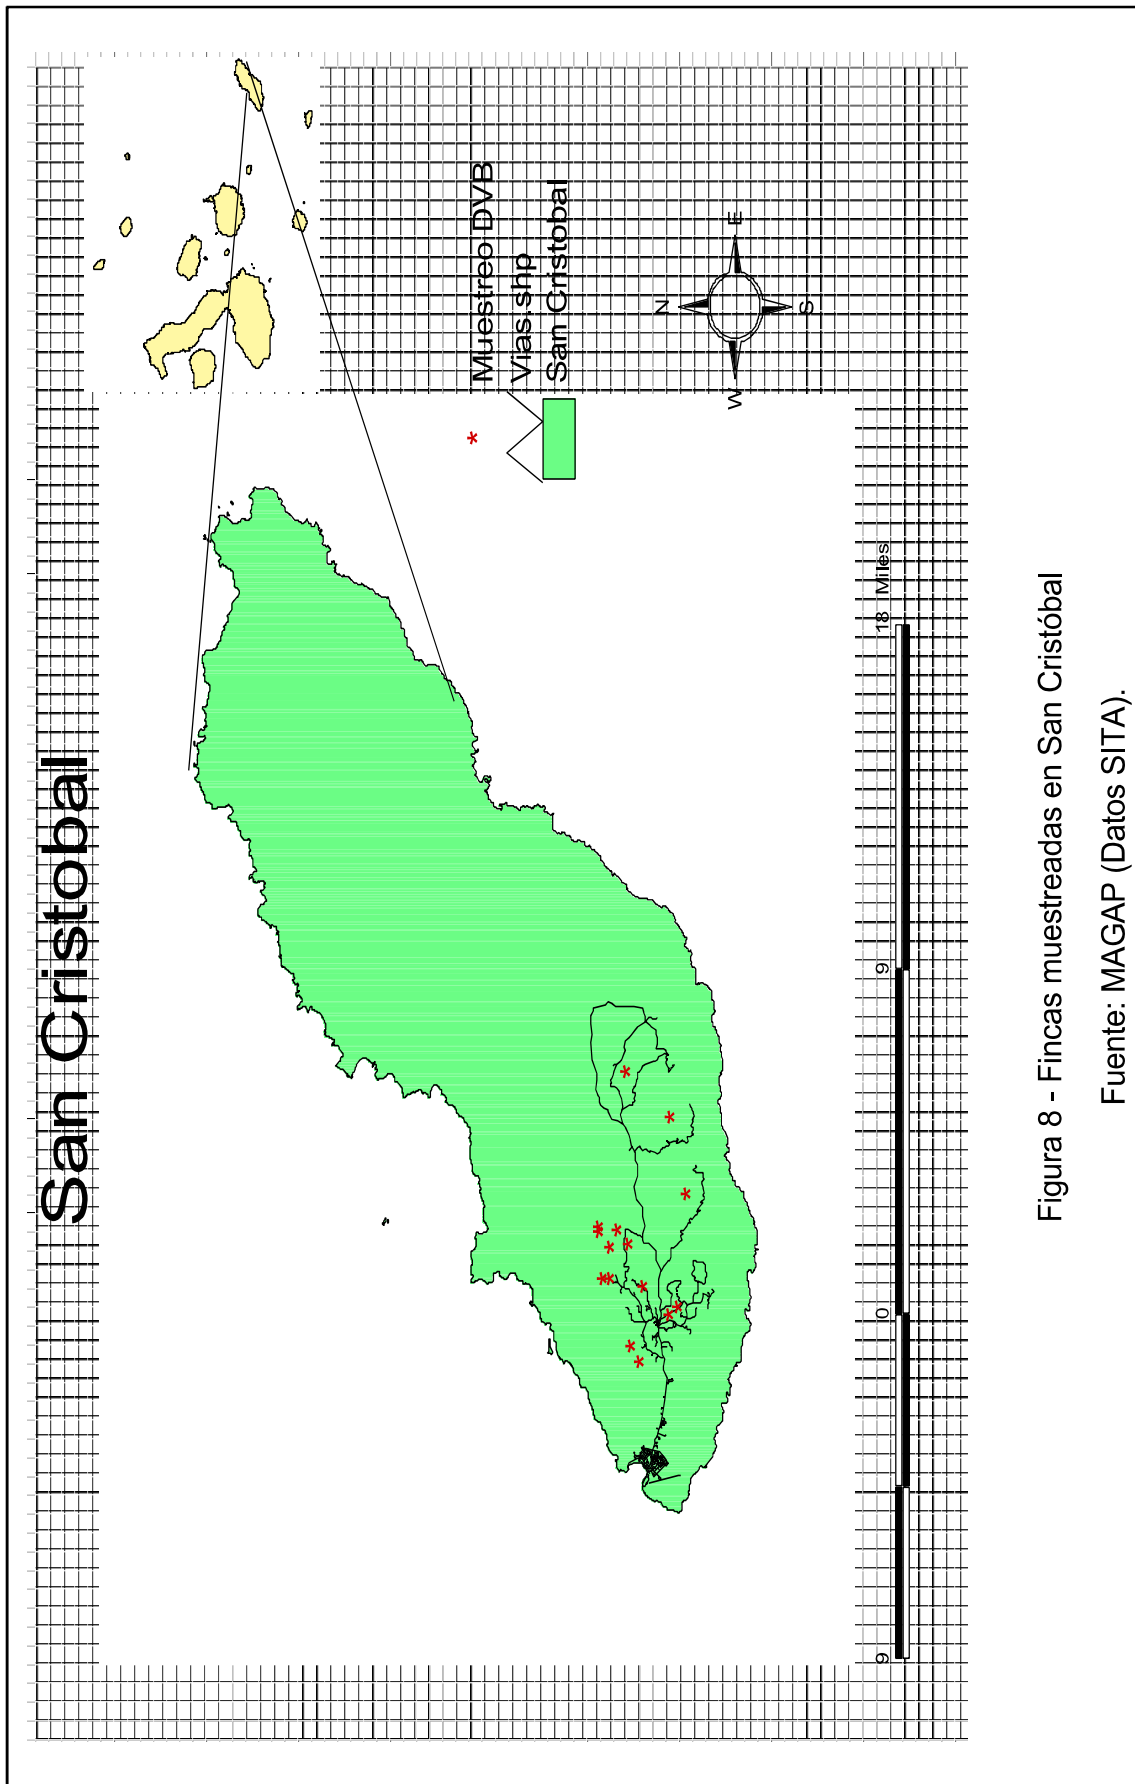 San Cristobal
Muestreo DVB
Vias.shp
San Cristobal
N
W
E
S
9
0
9
18 Miles
Figura 8 - Fincas muestreadas en San Cristóbal
Fuente: MAGAP (Datos SITA).